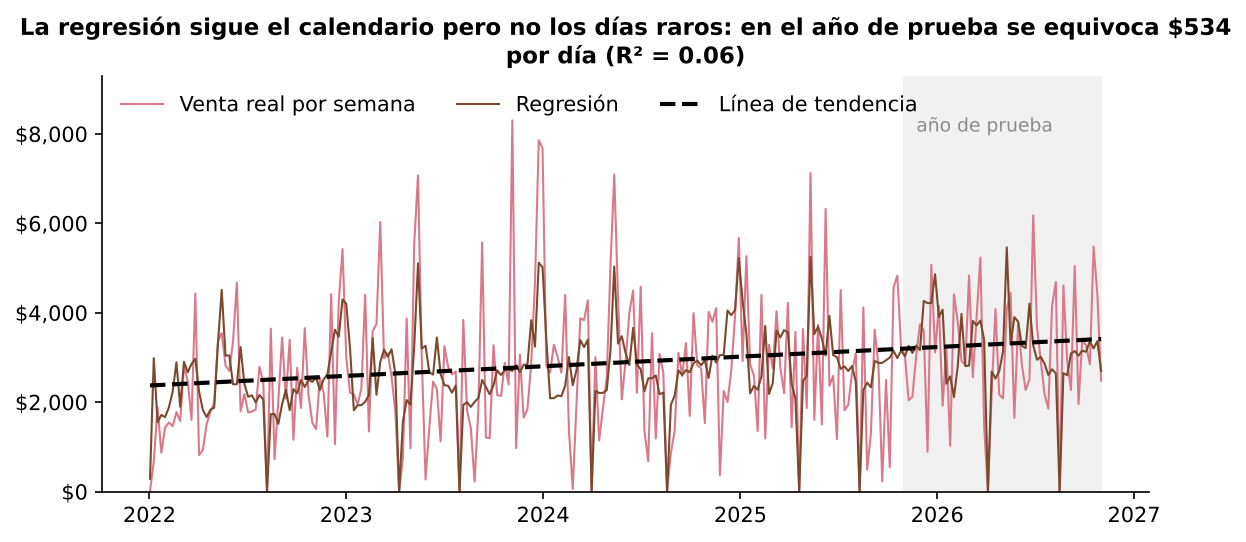 La regresión sigue el calendario pero no los días raros: en el año de prueba se equivoca $534
por día (R² = 0.06)
Venta real por semana
Regresión
Línea de tendencia
año de prueba
$8,000
$6,000
$4,000
$2,000
$0
2022
2023
2024
2025
2026
2027